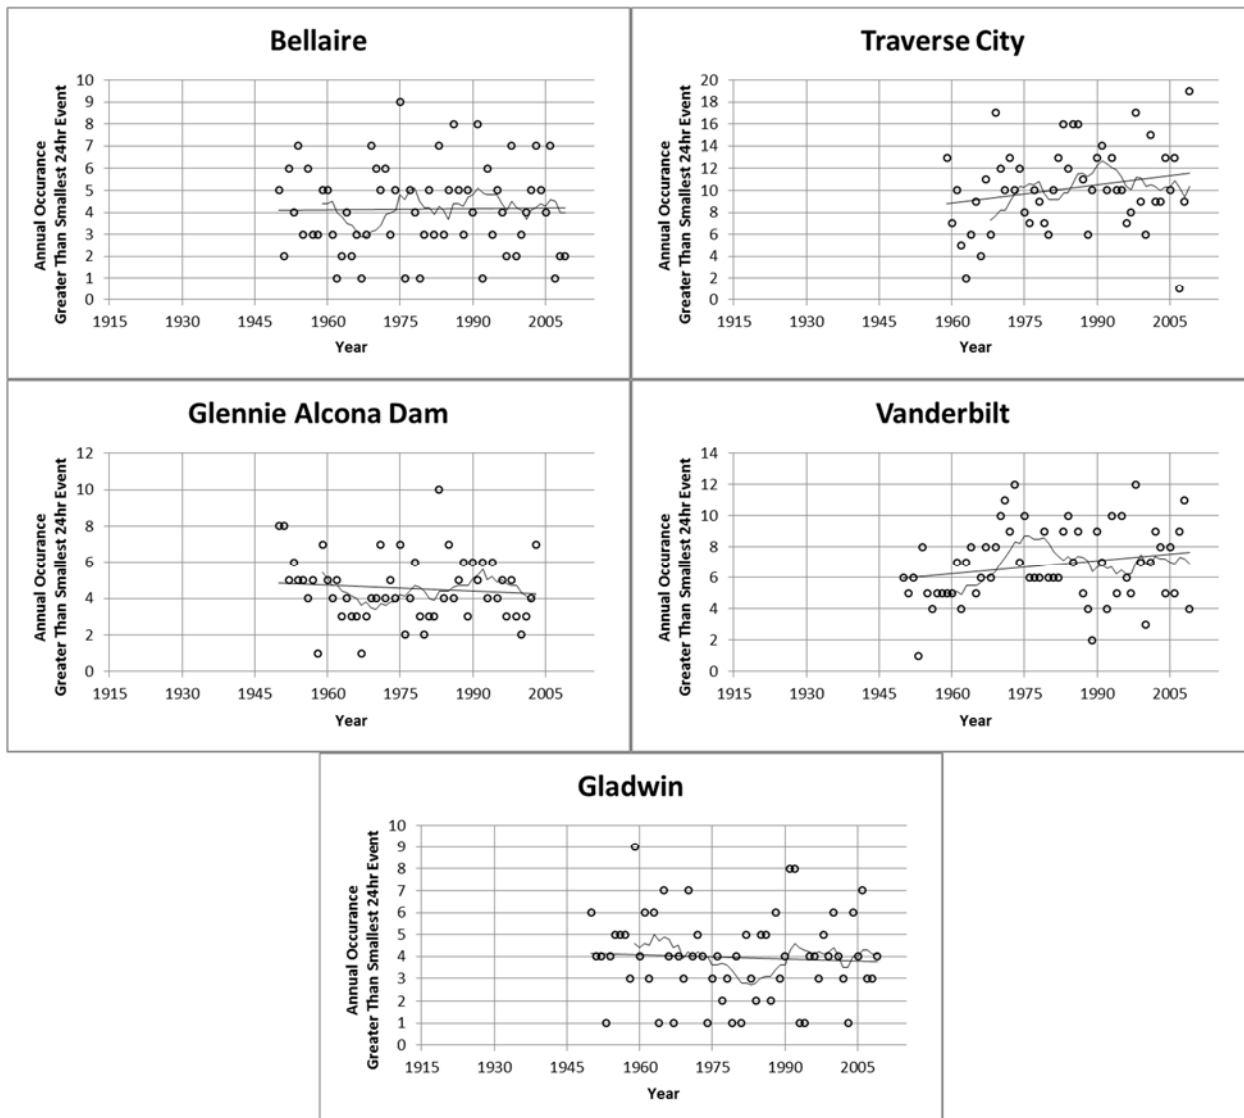 Bellaire
Annual Occurance
Greater Than Smallest 24hr Event
10
9
8
7
6
5
4
3
2
1
0
1915 1930 1945 1960 1975 1990 2005
Year
Traverse City
Annual Occurance
Greater Than Smallest 24hr Event
20
18
16
14
12
10
8
6
4
2
0
1915 1930 1945 1960 1975 1990 2005
Year
Glennie Alcona Dam
Annual Occurance
Greater Than Smallest 24hr Event
12
10
8
6
4
2
0
1915 1930 1945 1960 1975 1990 2005
Year
Vanderbilt
Annual Occurance
Greater Than Smallest 24hr Event
14
12
10
8
6
4
2
0
1915 1930 1945 1960 1975 1990 2005
Year
Gladwin
Annual Occurance
Greater Than Smallest 24hr Event
10
9
8
7
6
5
4
3
2
1
0
1915 1930 1945 1960 1975 1990 2005
Year